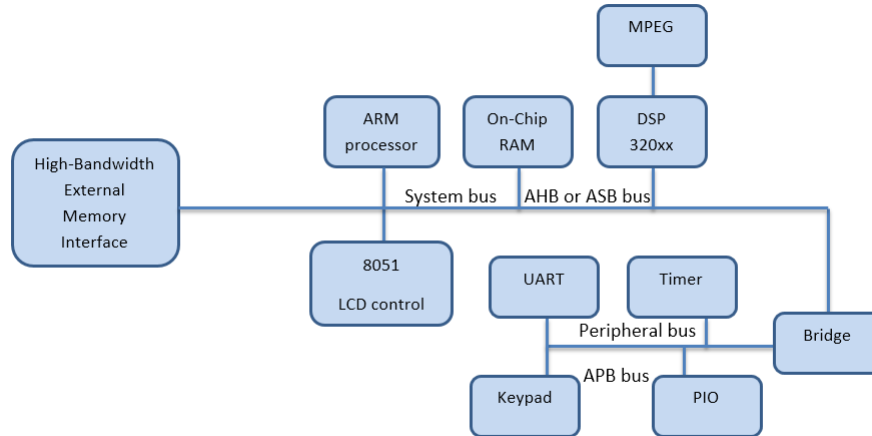 MPEG
ARM
processor
On-Chip
RAM
DSP
320xx
High-Bandwidth
External
Memory
Interface
System bus
AHB or ASB bus
8051
LCD control
UART
Timer
Peripheral bus
Bridge
APB bus
Keypad
PIO